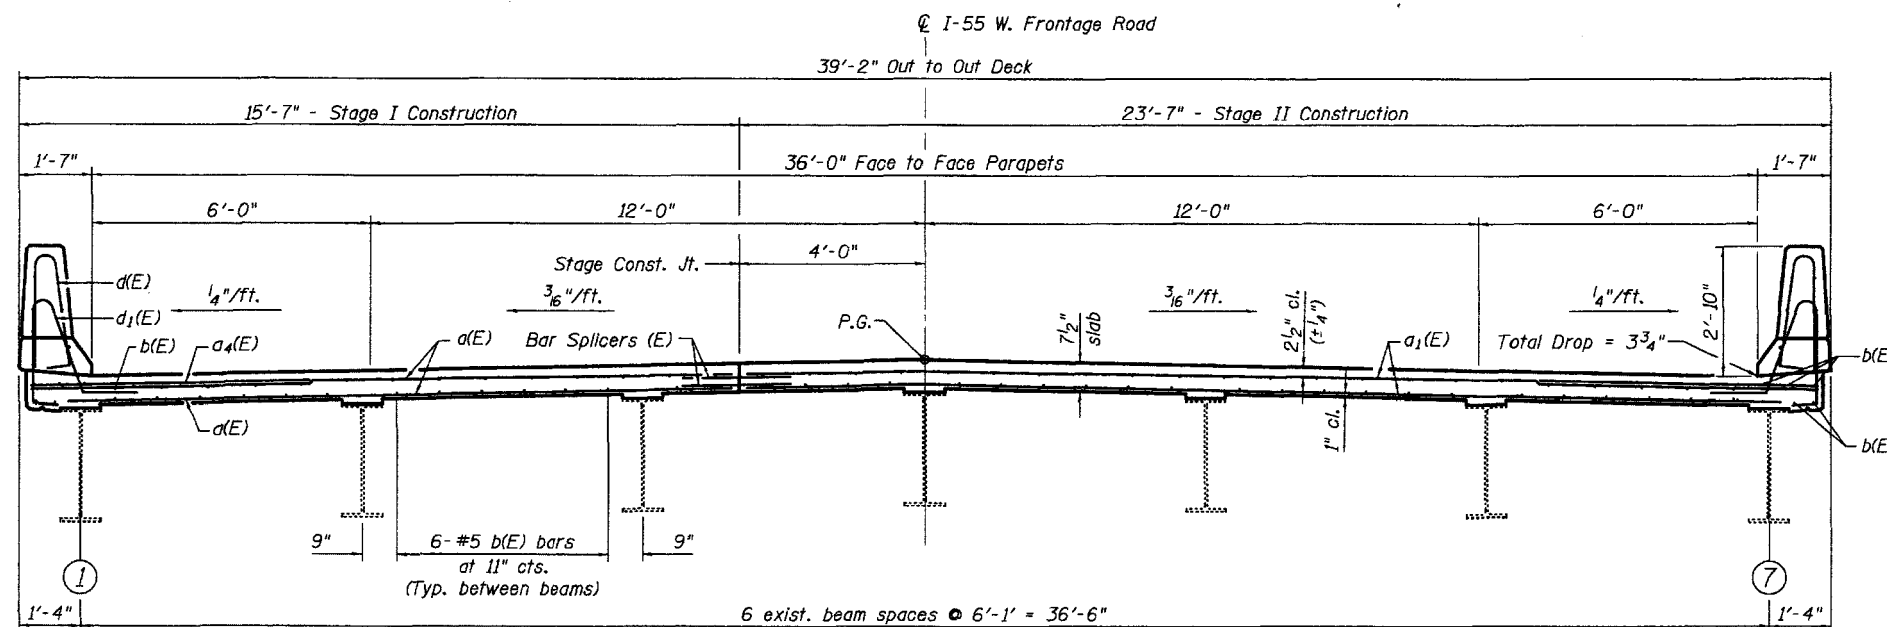 ℄ I-55 W. Frontage Road
39'-2" Out to Out Deck
15'-7" - Stage I Construction
23'-7" - Stage II Construction
1'-7"
36'-0" Face to Face Parapets
1'-7"
6'-0"
12'-0"
12'-0"
6'-0"
4'-0"
Stage Const. Jt.
d(E)
1/4"/ft.
3/16"/ft.
3/16"/ft.
1/4"/ft.
2'-10"
d1(E)
P.G.
7 1/2" slab
2 1/2" cl. (±1/4")
b(E)
a4(E)
a(E)
Bar Splicers (E)
a1(E)
Total Drop = 3 3/4"
b(E
a(E)
1" cl.
b(E
9"
6- #5 b(E) bars
at 11" cts.
(Typ. between beams)
9"
1
7
1'-4"
6 exist. beam spaces @ 6'-1' = 36'-6"
1'-4"